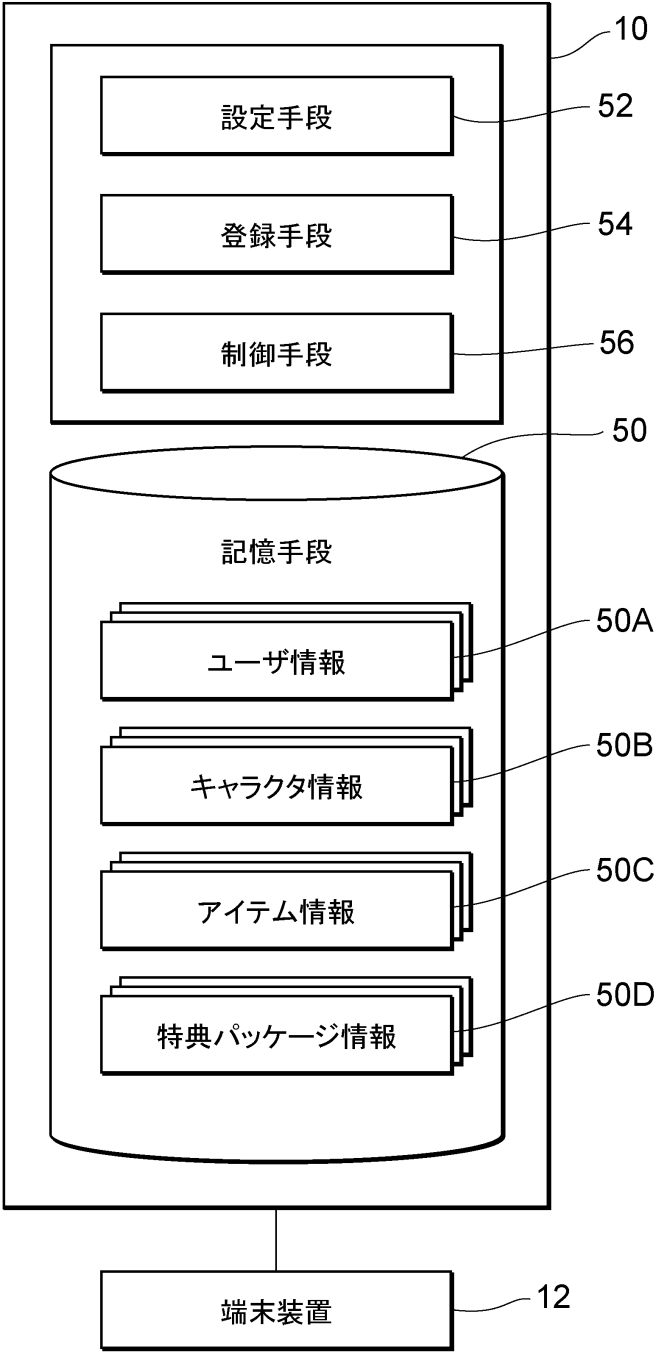 10
設定手段
52
登録手段
54
制御手段
56
50
記憶手段
ユーザ情報
50A
キャラクタ情報
50B
アイテム情報
50C
特典パッケージ情報
50D
端末装置
12